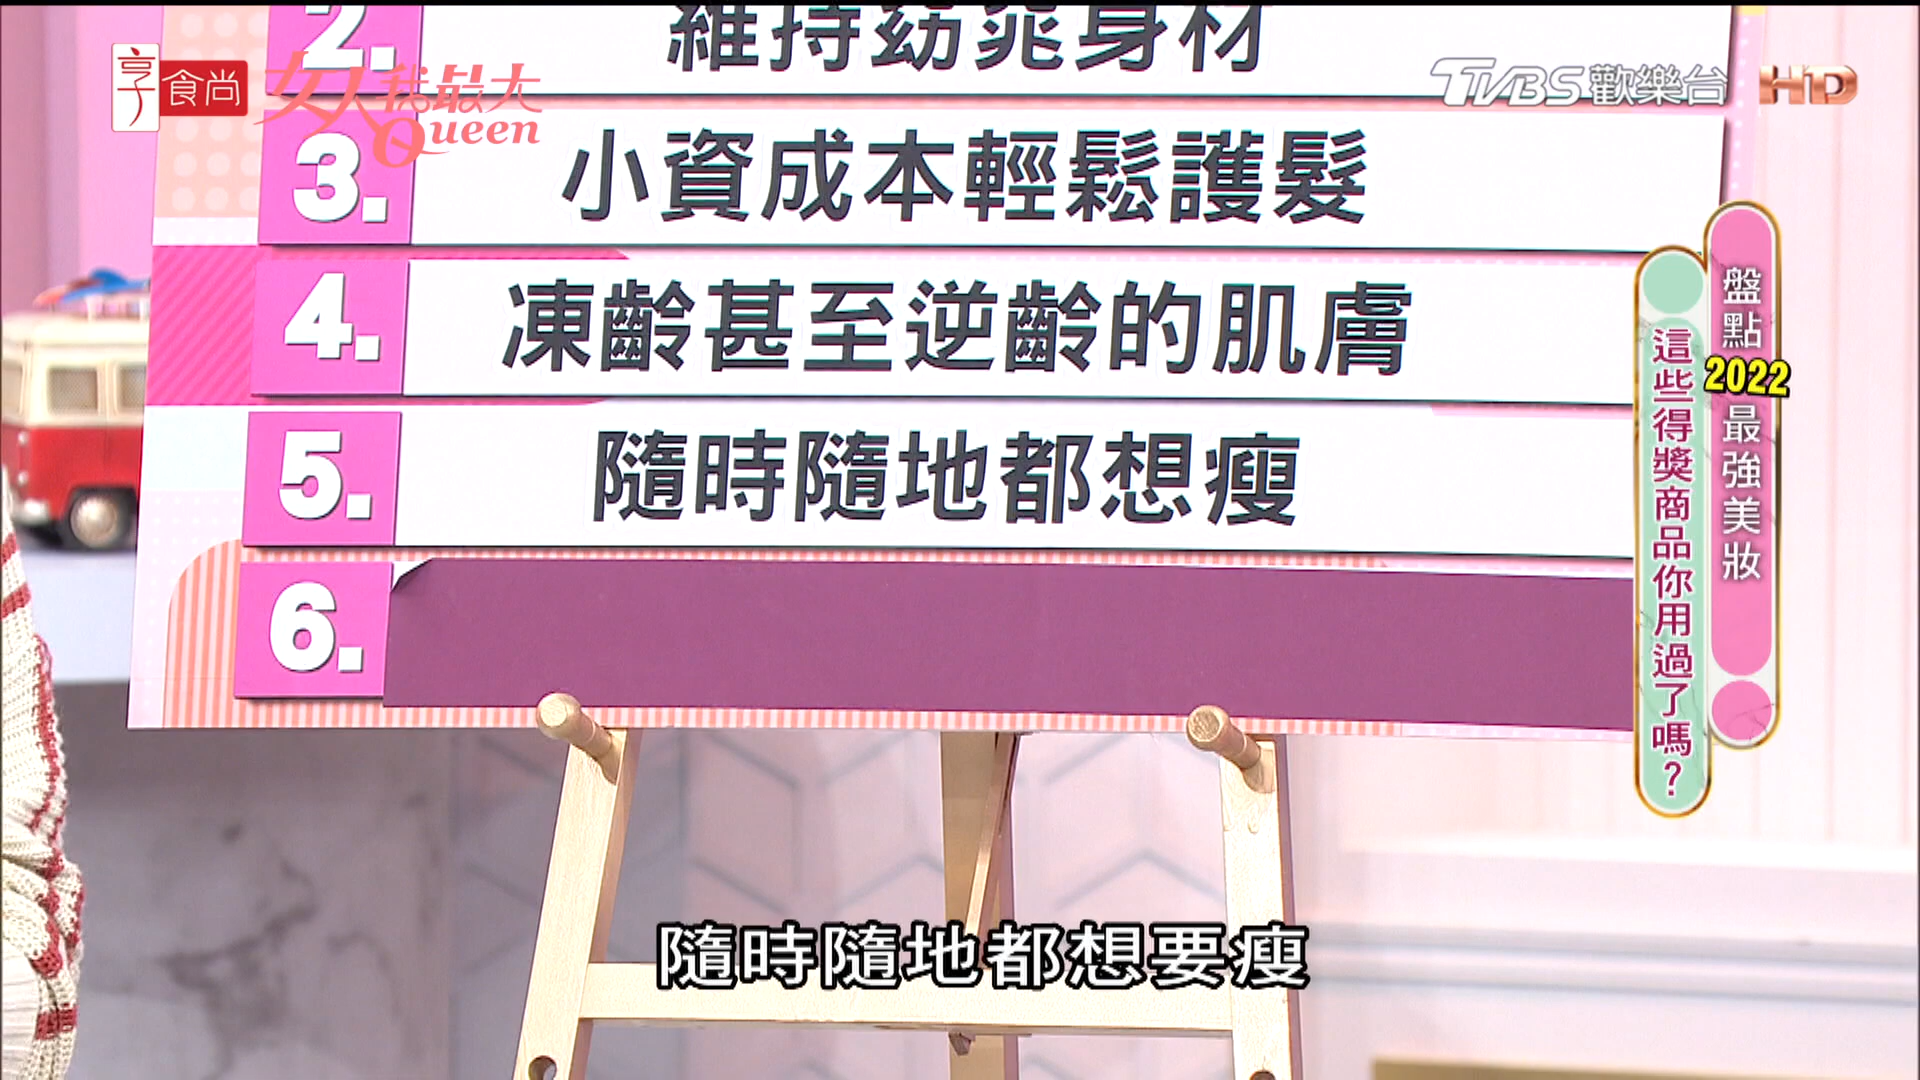 享
食尚
女人我最大
Queen
TVBS歡樂台 HD
2. 維持窈窕身材
3. 小資成本輕鬆護髮
4. 凍齡甚至逆齡的肌膚
5. 隨時隨地都想瘦
6.
盤點2022最強美妝
這些得獎商品你用過了嗎?
隨時隨地都想要瘦